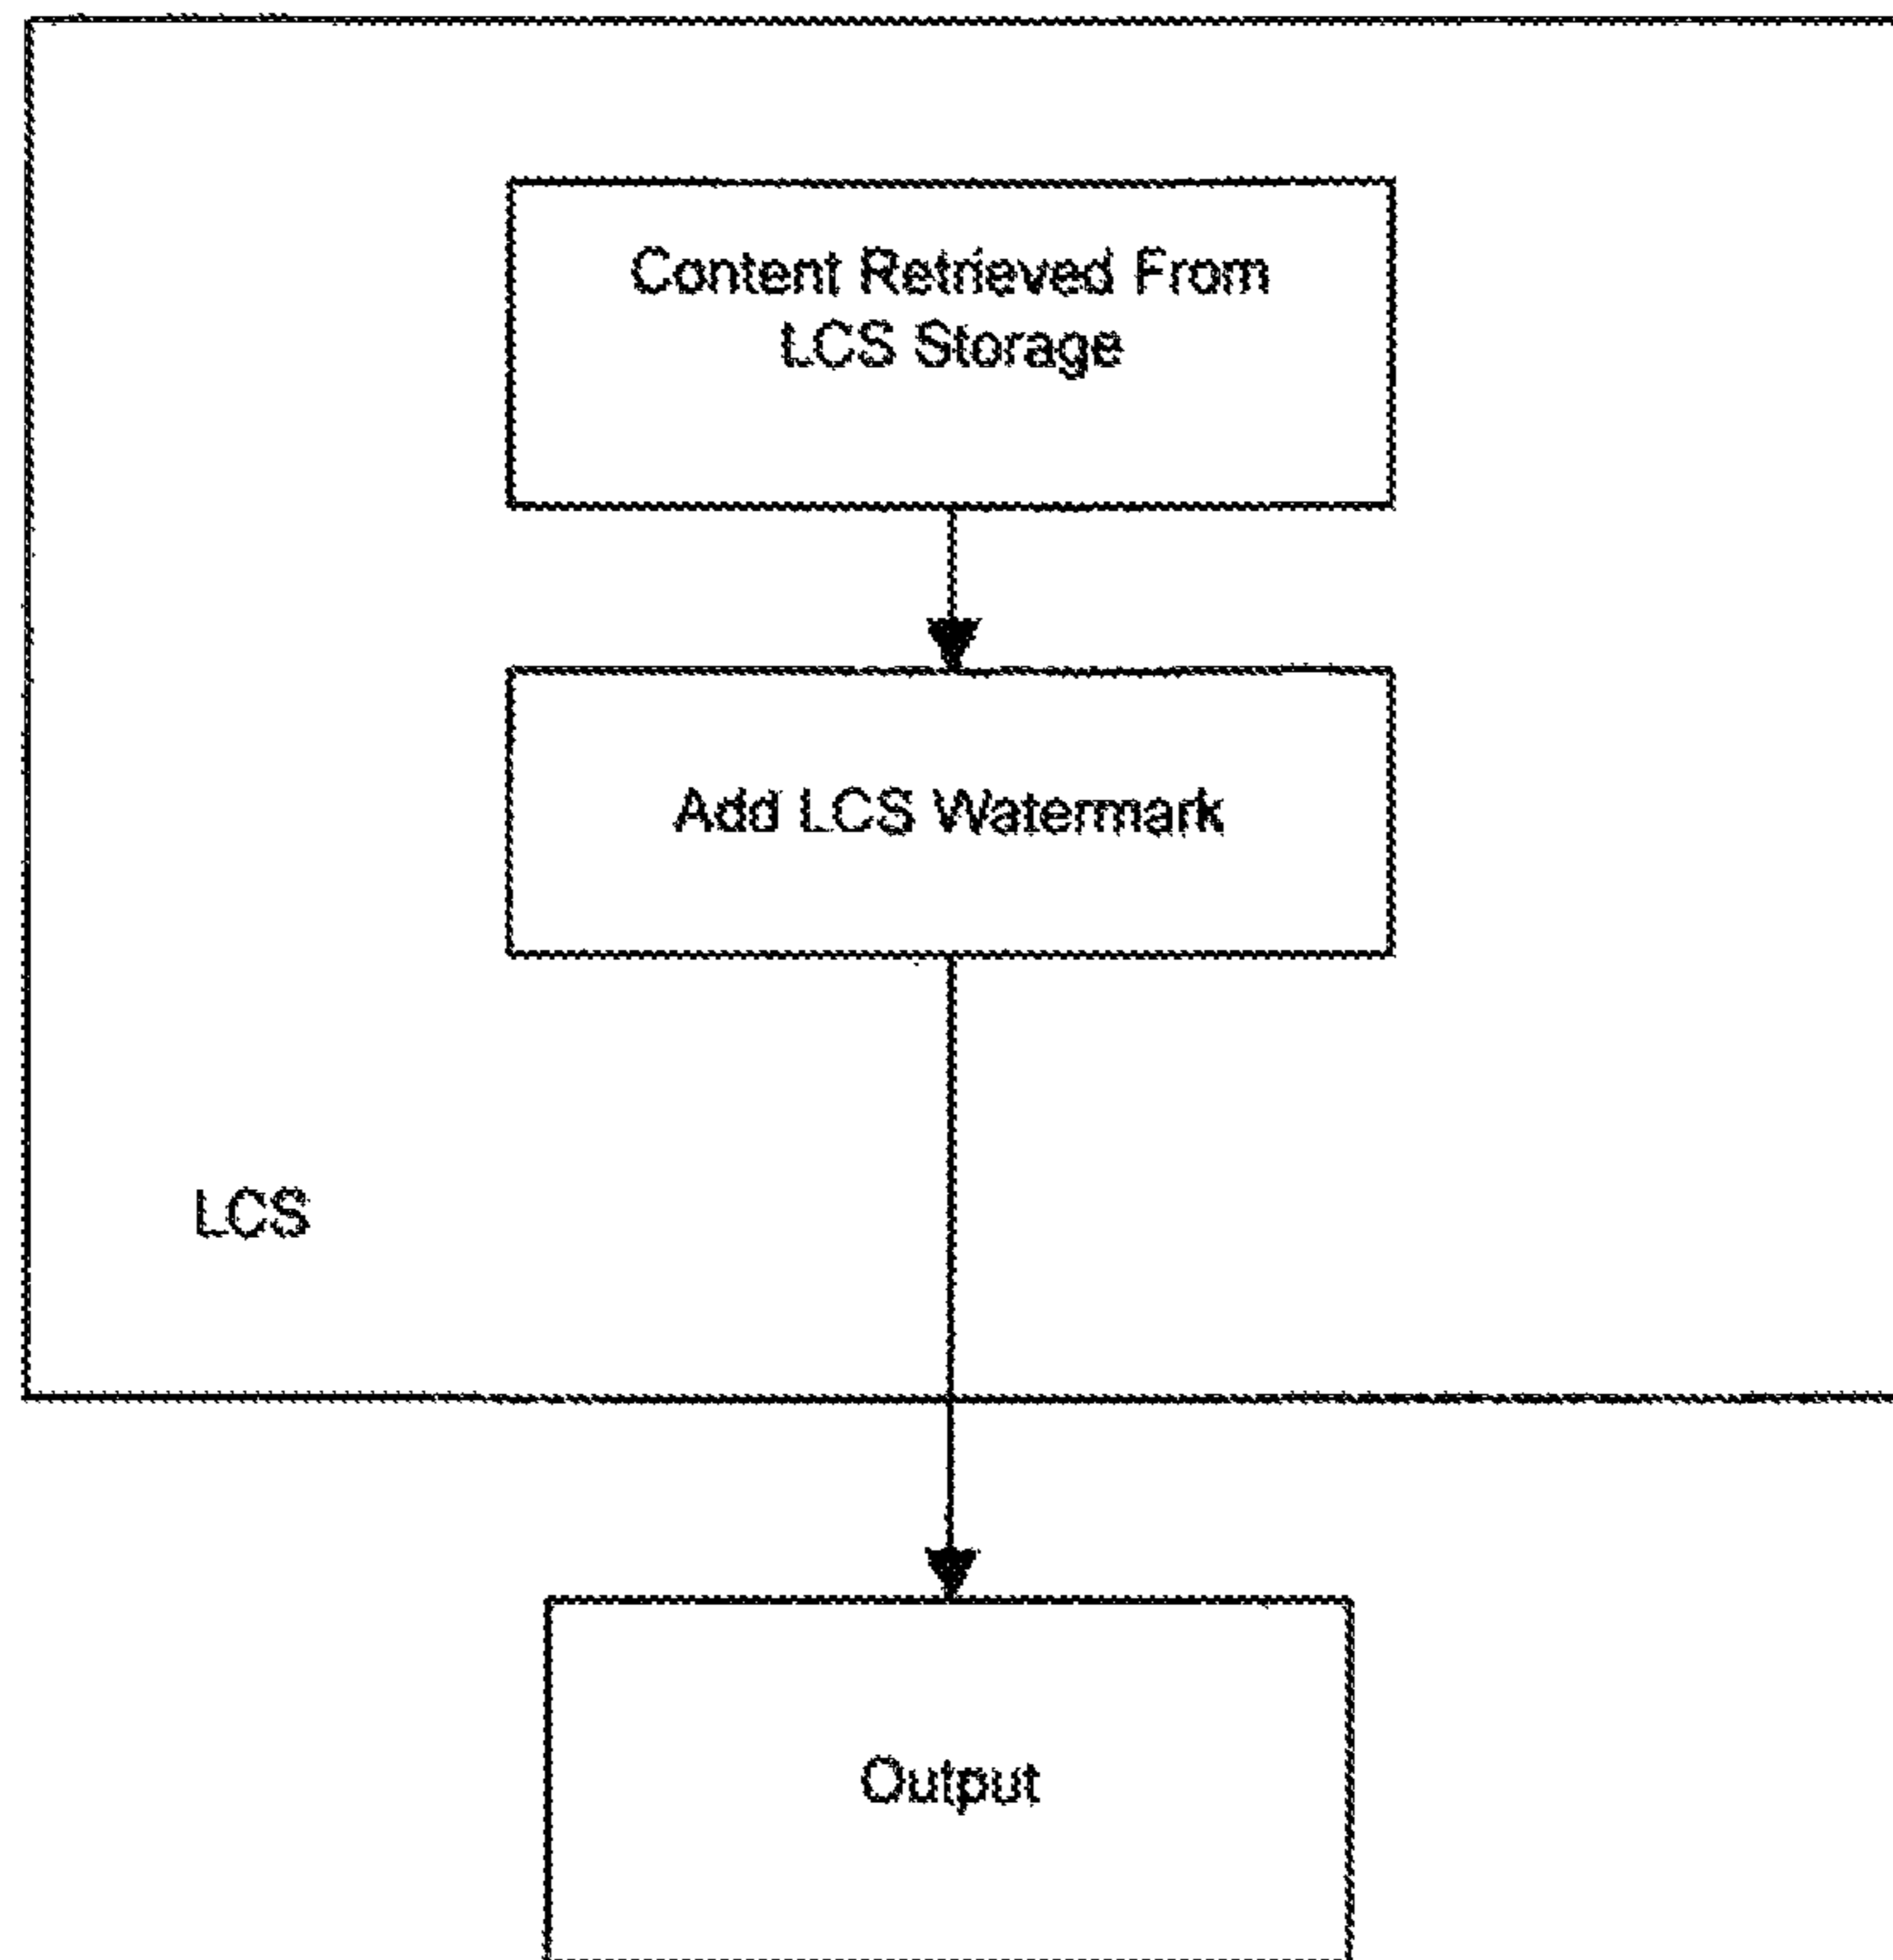 Content Retrieved From
LCS Storage
Add LCS Watermark
LCS
Output